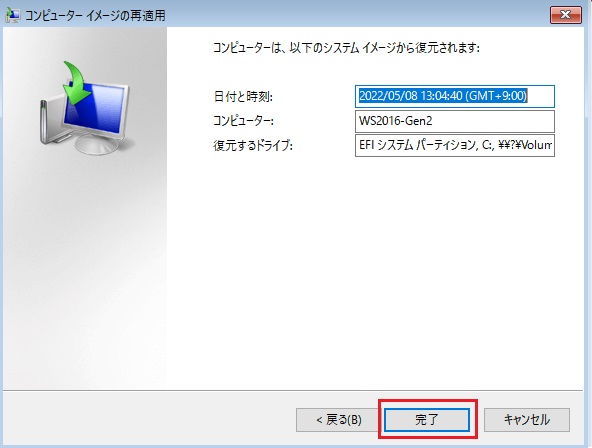 コンピューター イメージの再適用
コンピューターは、以下のシステム イメージから復元されます:
日付と時刻: 2022/05/08 13:04:40 (GMT+9:00)
コンピューター: WS2016-Gen2
復元するドライブ: EFI システム パーティション, C:, ¥¥?¥Volum
< 戻る(B) 完了 キャンセル